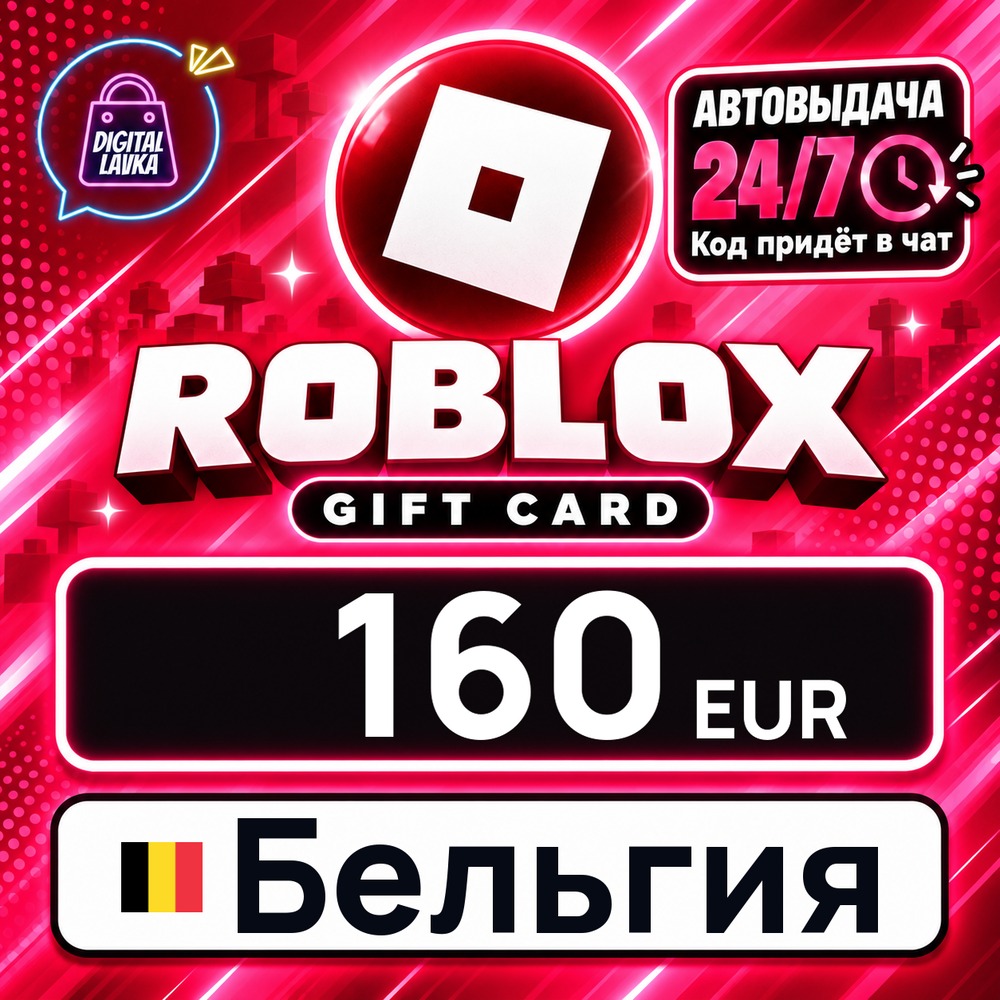 DIGITAL
LAVKA
АВТОВЫДАЧА
24/7
Код придёт в чат
ROBLOX
GIFT CARD
160 EUR
Бельгия